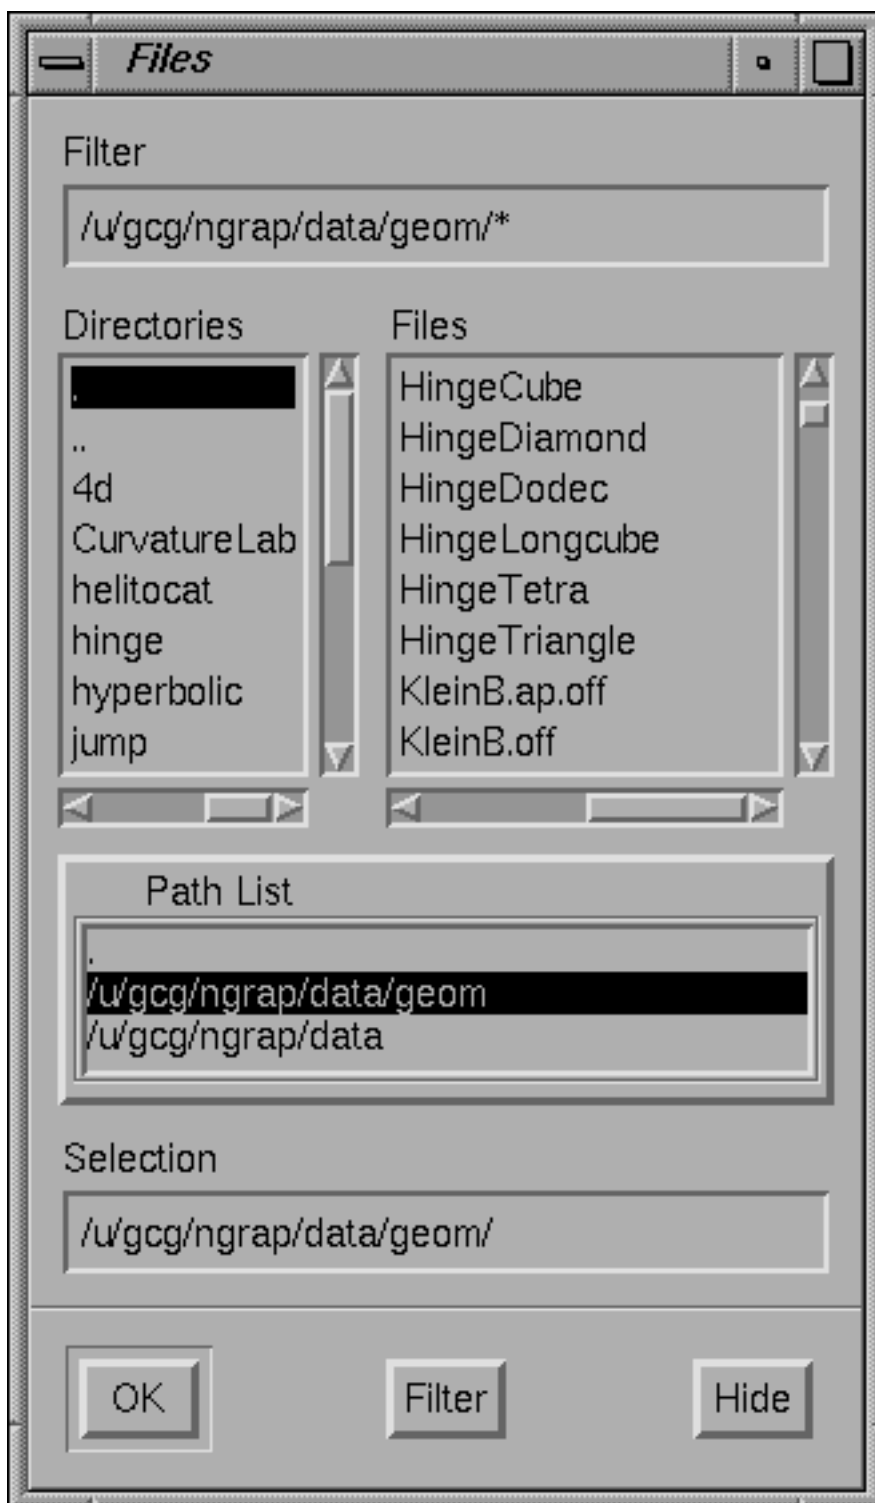 Files
Filter
/u/gcg/ngrap/data/geom/*
Directories
.
..
4d
CurvatureLab
helitocat
hinge
hyperbolic
jump
Files
HingeCube
HingeDiamond
HingeDodec
HingeLongcube
HingeTetra
HingeTriangle
KleinB.ap.off
KleinB.off
Path List
.
/u/gcg/ngrap/data/geom
/u/gcg/ngrap/data
Selection
/u/gcg/ngrap/data/geom/
OK
Filter
Hide